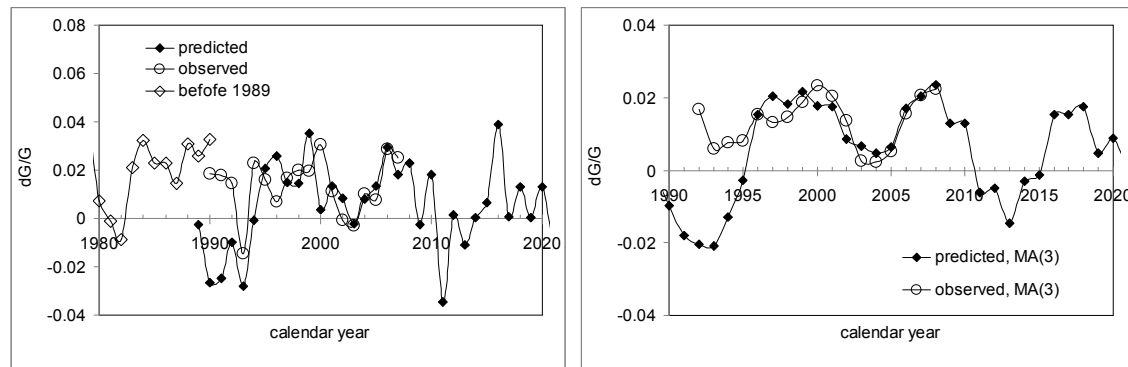 0.08
0.06
0.04
0.02
0
-0.02
-0.04
dG/G
1980
1990
2000
2010
2020
calendar year
predicted
observed
befofe 1989
0.04
0.02
0
-0.02
-0.04
dG/G
1990
1995
2000
2005
2010
2015
2020
calendar year
predicted, MA(3)
observed, MA(3)